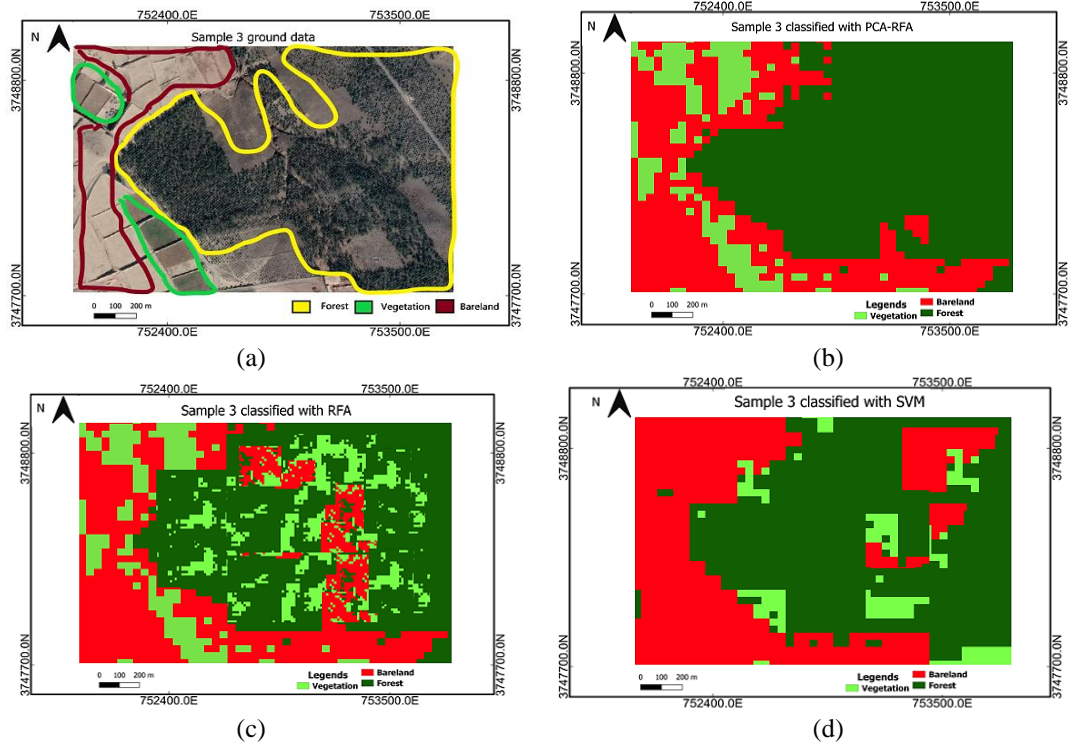 752400.0E 753500.0E
N
Sample 3 ground data
3748800.0N 3748800.0N
3747700.0N 3747700.0N
0 100 200 m
Forest Vegetation Bareland
752400.0E 753500.0E
(a)
752400.0E 753500.0E
N
Sample 3 classified with PCA-RFA
3748800.0N 3748800.0N
3747700.0N 3747700.0N
0 100 200 m
Legends Bareland
Vegetation Forest
752400.0E 753500.0E
(b)
752400.0E 753500.0E
N
Sample 3 classified with RFA
3748800.0N 3748800.0N
3747700.0N 3747700.0N
0 100 200 m
Legends Bareland
Vegetation Forest
752400.0E 753500.0E
(c)
752400.0E 753500.0E
N
Sample 3 classified with SVM
3748800.0N 3748800.0N
3747700.0N 3747700.0N
0 100 200 m
Legends Bareland
Vegetation Forest
752400.0E 753500.0E
(d)